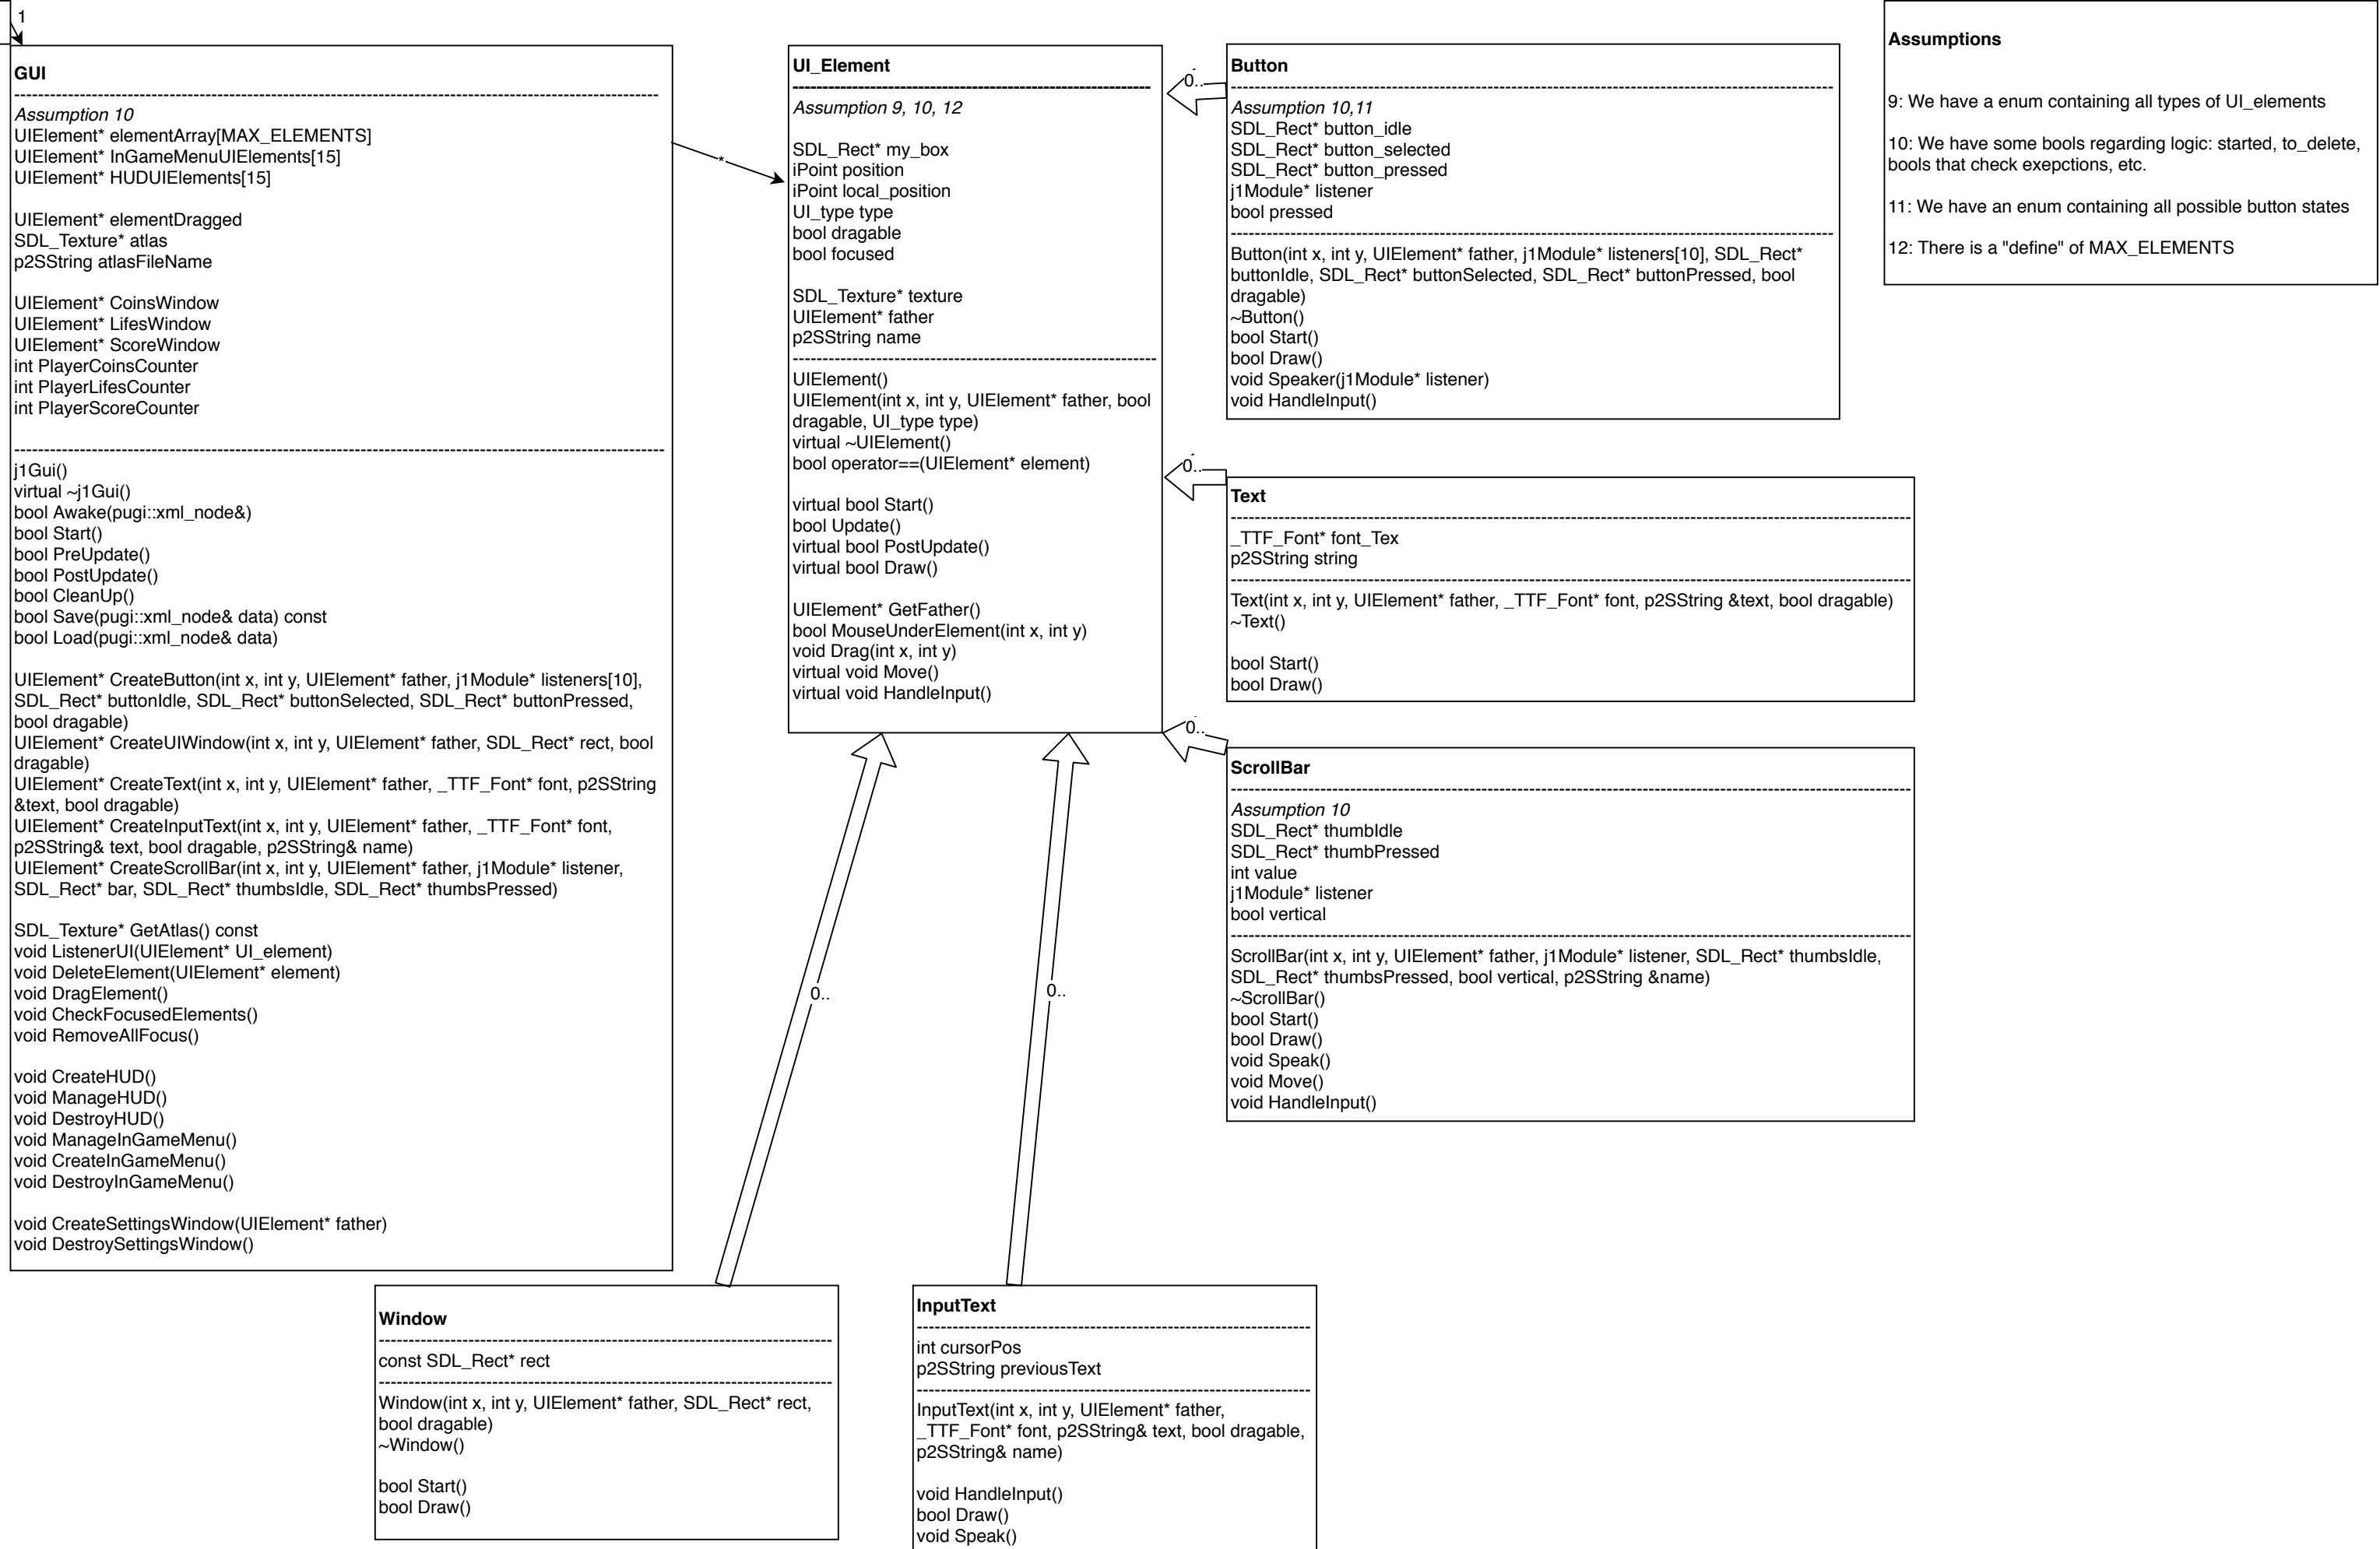 1
GUI
Assumption 10
UIElement* elementArray[MAX_ELEMENTS]
UIElement* InGameMenuUIElements[15]
UIElement* HUDUIElements[15]
UIElement* elementDragged
SDL_Texture* atlas
p2SString atlasFileName
UIElement* CoinsWindow
UIElement* LifesWindow
UIElement* ScoreWindow
int PlayerCoinsCounter
int PlayerLifesCounter
int PlayerScoreCounter
j1Gui()
virtual ~j1Gui()
bool Awake(pugi::xml_node&)
bool Start()
bool PreUpdate()
bool PostUpdate()
bool CleanUp()
bool Save(pugi::xml_node& data) const
bool Load(pugi::xml_node& data)
UIElement* CreateButton(int x, int y, UIElement* father, j1Module* listeners[10],
SDL_Rect* buttonIdle, SDL_Rect* buttonSelected, SDL_Rect* buttonPressed,
bool dragable)
UIElement* CreateUIWindow(int x, int y, UIElement* father, SDL_Rect* rect, bool
dragable)
UIElement* CreateText(int x, int y, UIElement* father, _TTF_Font* font, p2SString
&text, bool dragable)
UIElement* CreateInputText(int x, int y, UIElement* father, _TTF_Font* font,
p2SString& text, bool dragable, p2SString& name)
UIElement* CreateScrollBar(int x, int y, UIElement* father, j1Module* listener,
SDL_Rect* bar, SDL_Rect* thumbsIdle, SDL_Rect* thumbsPressed)
SDL_Texture* GetAtlas() const
void ListenerUI(UIElement* UI_element)
void DeleteElement(UIElement* element)
void DragElement()
void CheckFocusedElements()
void RemoveAllFocus()
void CreateHUD()
void ManageHUD()
void DestroyHUD()
void ManageInGameMenu()
void CreateInGameMenu()
void DestroyInGameMenu()
void CreateSettingsWindow(UIElement* father)
void DestroySettingsWindow()
*
UI_Element
Assumption 9, 10, 12
SDL_Rect* my_box
iPoint position
iPoint local_position
UI_type type
bool dragable
bool focused
SDL_Texture* texture
UIElement* father
p2SString name
UIElement()
UIElement(int x, int y, UIElement* father, bool
dragable, UI_type type)
virtual ~UIElement()
bool operator==(UIElement* element)
virtual bool Start()
bool Update()
virtual bool PostUpdate()
virtual bool Draw()
UIElement* GetFather()
bool MouseUnderElement(int x, int y)
void Drag(int x, int y)
virtual void Move()
virtual void HandleInput()
0..
Button
Assumption 10,11
SDL_Rect* button_idle
SDL_Rect* button_selected
SDL_Rect* button_pressed
j1Module* listener
bool pressed
Button(int x, int y, UIElement* father, j1Module* listeners[10], SDL_Rect*
buttonIdle, SDL_Rect* buttonSelected, SDL_Rect* buttonPressed, bool
dragable)
~Button()
bool Start()
bool Draw()
void Speaker(j1Module* listener)
void HandleInput()
0..
Text
_TTF_Font* font_Tex
p2SString string
Text(int x, int y, UIElement* father, _TTF_Font* font, p2SString &text, bool dragable)
~Text()
bool Start()
bool Draw()
0..
ScrollBar
Assumption 10
SDL_Rect* thumbIdle
SDL_Rect* thumbPressed
int value
j1Module* listener
bool vertical
ScrollBar(int x, int y, UIElement* father, j1Module* listener, SDL_Rect* thumbsIdle,
SDL_Rect* thumbsPressed, bool vertical, p2SString &name)
~ScrollBar()
bool Start()
bool Draw()
void Speak()
void Move()
void HandleInput()
Assumptions
9: We have a enum containing all types of UI_elements
10: We have some bools regarding logic: started, to_delete,
bools that check exepctions, etc.
11: We have an enum containing all possible button states
12: There is a "define" of MAX_ELEMENTS
0..
0..
Window
const SDL_Rect* rect
Window(int x, int y, UIElement* father, SDL_Rect* rect,
bool dragable)
~Window()
bool Start()
bool Draw()
InputText
int cursorPos
p2SString previousText
InputText(int x, int y, UIElement* father,
_TTF_Font* font, p2SString& text, bool dragable,
p2SString& name)
void HandleInput()
bool Draw()
void Speak()